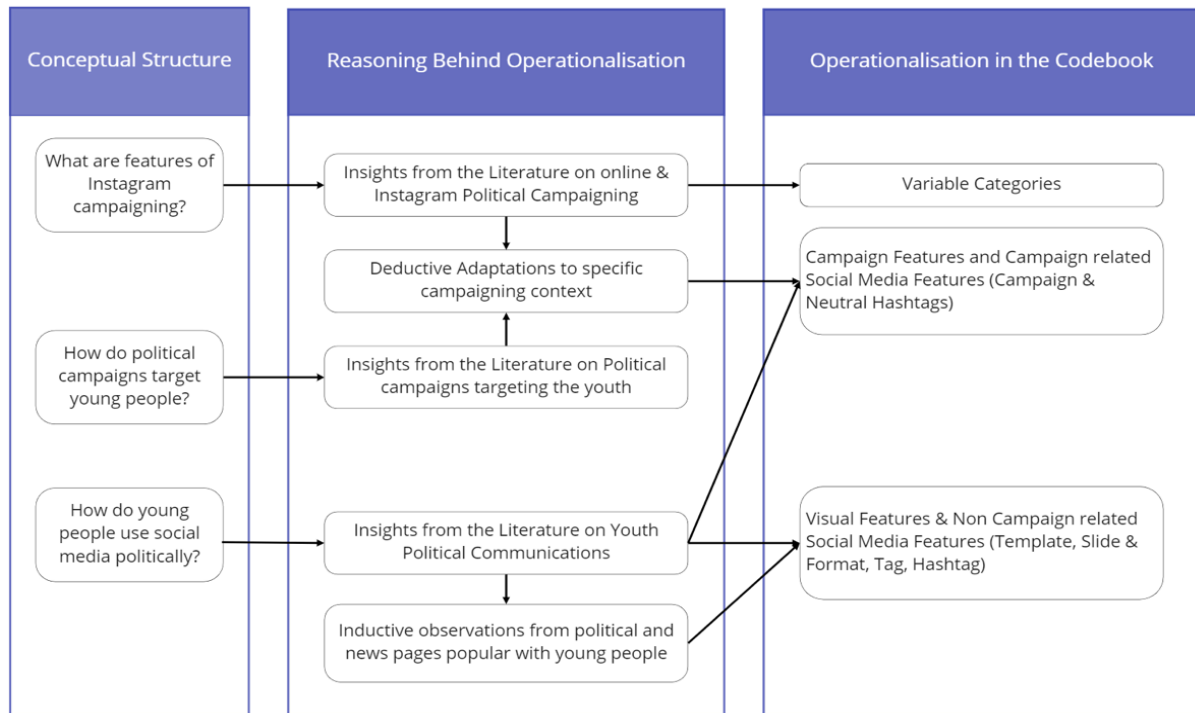 Conceptual Structure
Reasoning Behind Operationalisation
Operationalisation in the Codebook
What are features of
Instagram
campaigning?
Insights from the Literature on online &
Instagram Political Campaigning
Variable Categories
Deductive Adaptations to specific
campaigning context
Campaign Features and Campaign related
Social Media Features (Campaign &
Neutral Hashtags)
How do political
campaigns target
young people?
Insights from the Literature on Political
campaigns targeting the youth
How do young
people use social
media politically?
Insights from the Literature on Youth
Political Communications
Visual Features & Non Campaign related
Social Media Features (Template, Slide &
Format, Tag, Hashtag)
Inductive observations from political and
news pages popular with young people